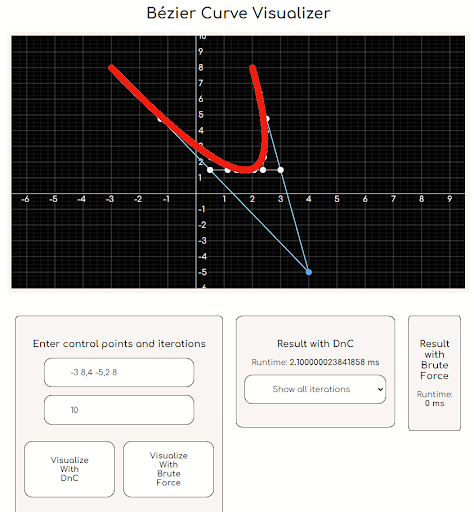 Bézier Curve Visualizer
10
9
8
7
6
5
4
3
2
1
-6 -5 -4 -3 -2 -1 1 2 3 4 5 6 7 8 9
-1
-2
-3
-4
-5
6
Enter control points and iterations
-3 8,4 -5,2 8
10
Visualize
With
DnC
Visualize
With
Brute
Force
Result with DnC
Runtime: 2,100000023841858 ms
Show all iterations
Result
with
Brute
Force
Runtime:
0 ms